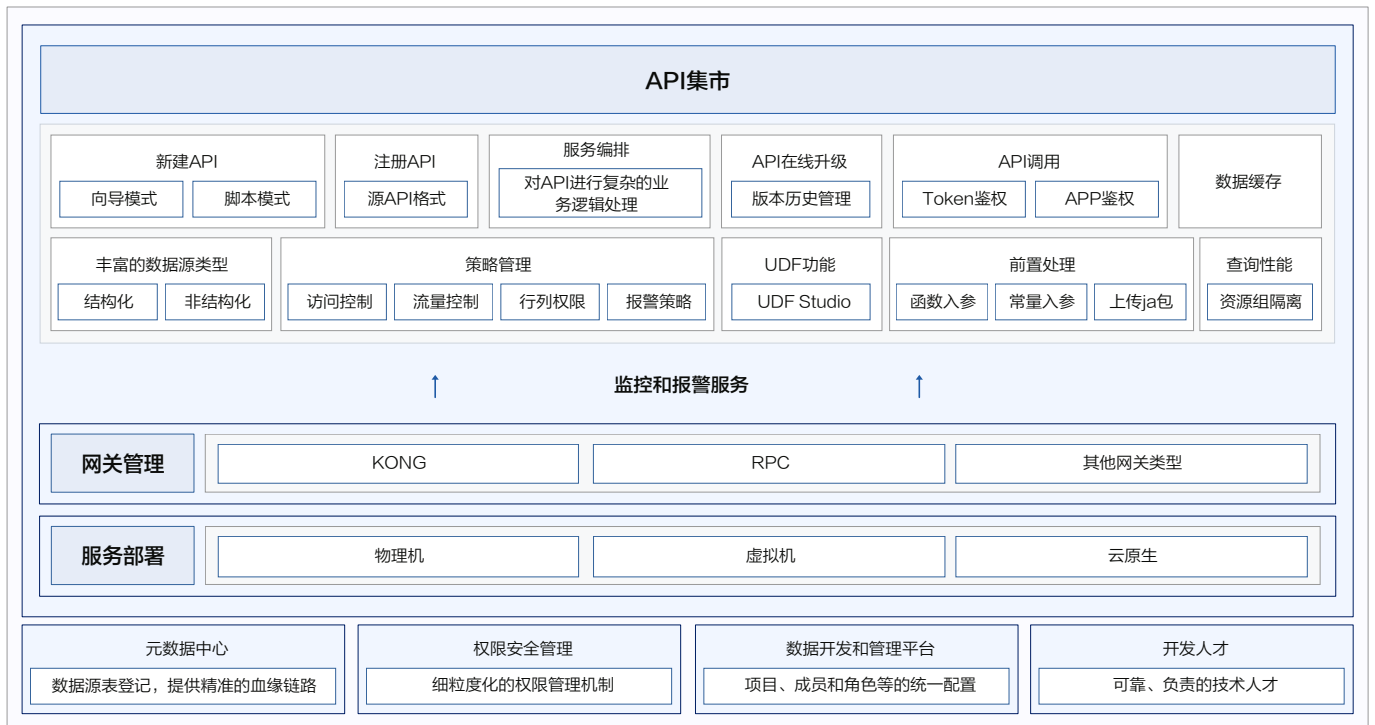 API集市
新建API
向导模式
脚本模式
注册API
源API格式
服务编排
对API进行复杂的业
务逻辑处理
API在线升级
版本历史管理
API调用
Token鉴权
APP鉴权
数据缓存
丰富的数据源类型
结构化
非结构化
策略管理
访问控制
流量控制
行列权限
报警策略
UDF功能
UDF Studio
前置处理
函数入参
常量入参
上传ja包
查询性能
资源组隔离
监控和报警服务
网关管理
KONG
RPC
其他网关类型
服务部署
物理机
虚拟机
云原生
元数据中心
数据源表登记，提供精准的血缘链路
权限安全管理
细粒度化的权限管理机制
数据开发和管理平台
项目、成员和角色等的统一配置
开发人才
可靠、负责的技术人才